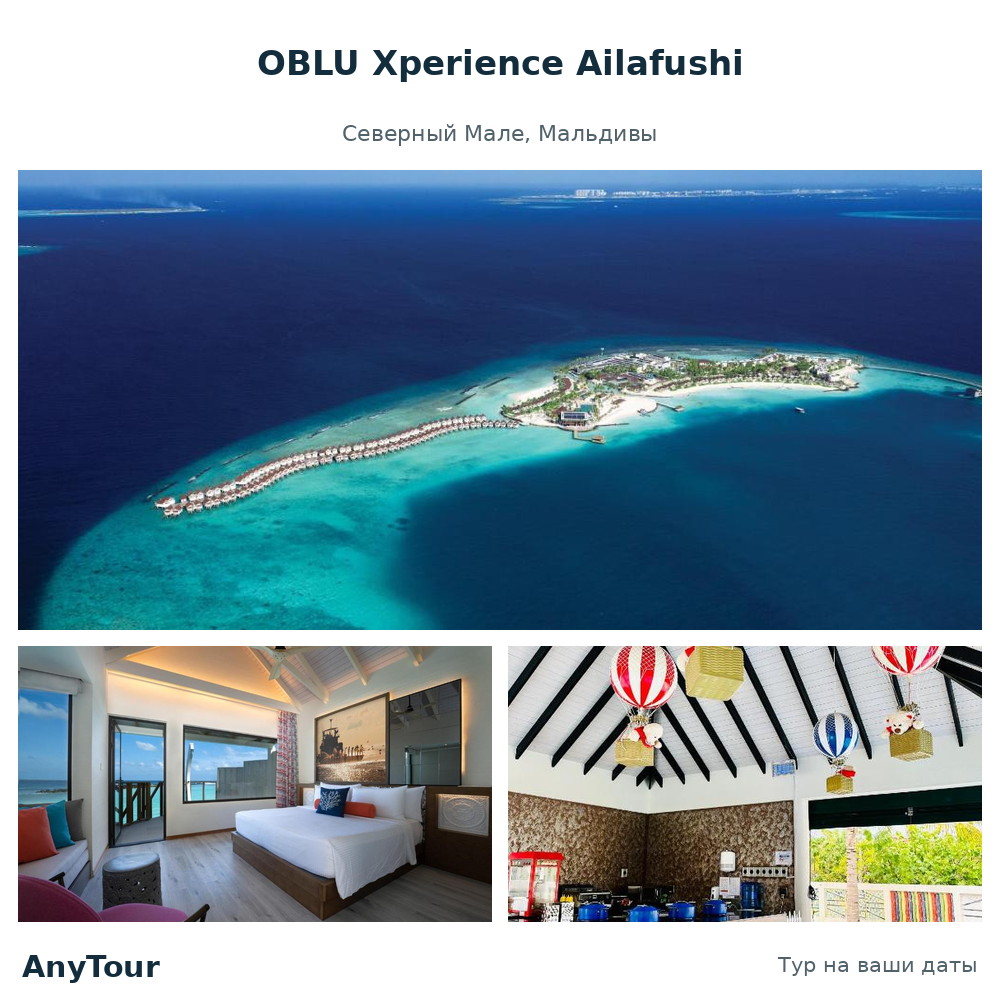 OBLU Xperience Ailafushi
Северный Мале, Мальдивы
AnyTour
Тур на ваши даты